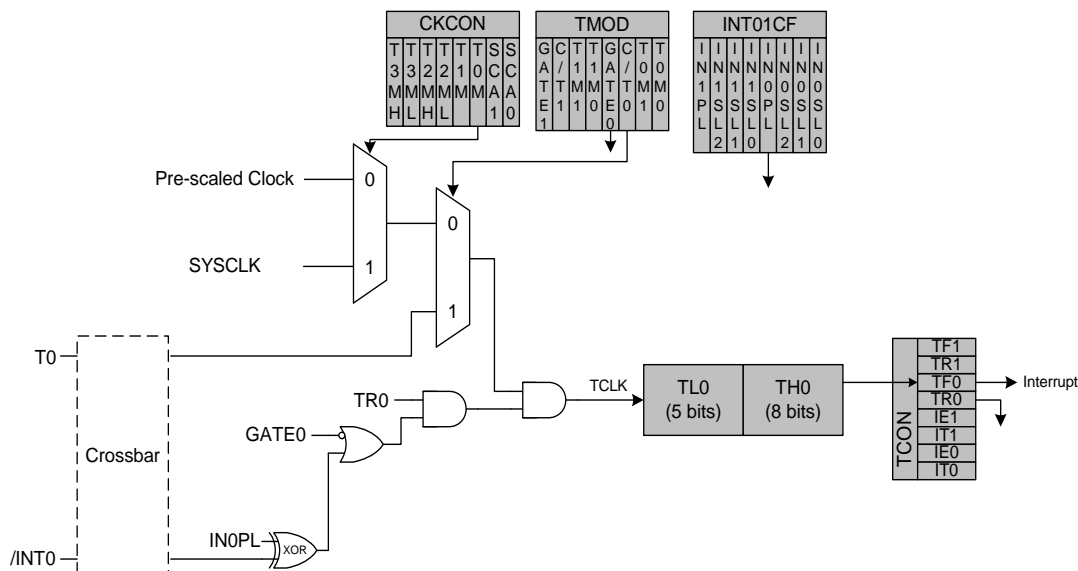 CKCON
T3MH
T3ML
T2MH
T2ML
T1M
T0M
SCA1
SCA0
TMOD
GATE1
C/T1
T1M1
T1M0
GATE0
C/T0
T0M1
T0M0
INT01CF
IN1PL
IN1SL2
IN1SL1
IN1SL0
IN0PL
IN0SL2
IN0SL1
IN0SL0
Pre-scaled Clock
0
SYSCLK
1
0
1
T0
Crossbar
/INT0
TR0
GATE0
IN0PL
XOR
TCLK
TL0
(5 bits)
TH0
(8 bits)
TCON
TF1
TR1
TF0
TR0
IE1
IT1
IE0
IT0
Interrupt